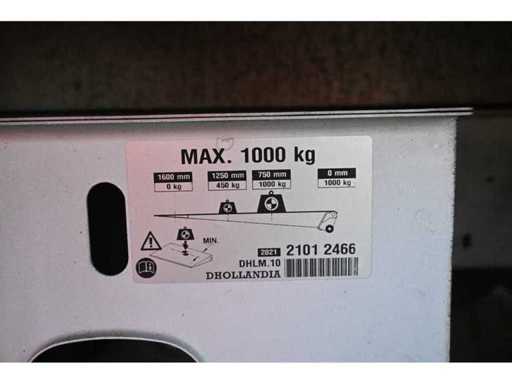 MAX. 1000 kg
1600 mm 1250 mm 750 mm 0 mm
0 kg 450 kg 1000 kg 1000 kg
MIN.
2021 2101 2466
DHLM.10
DHOLLANDIA